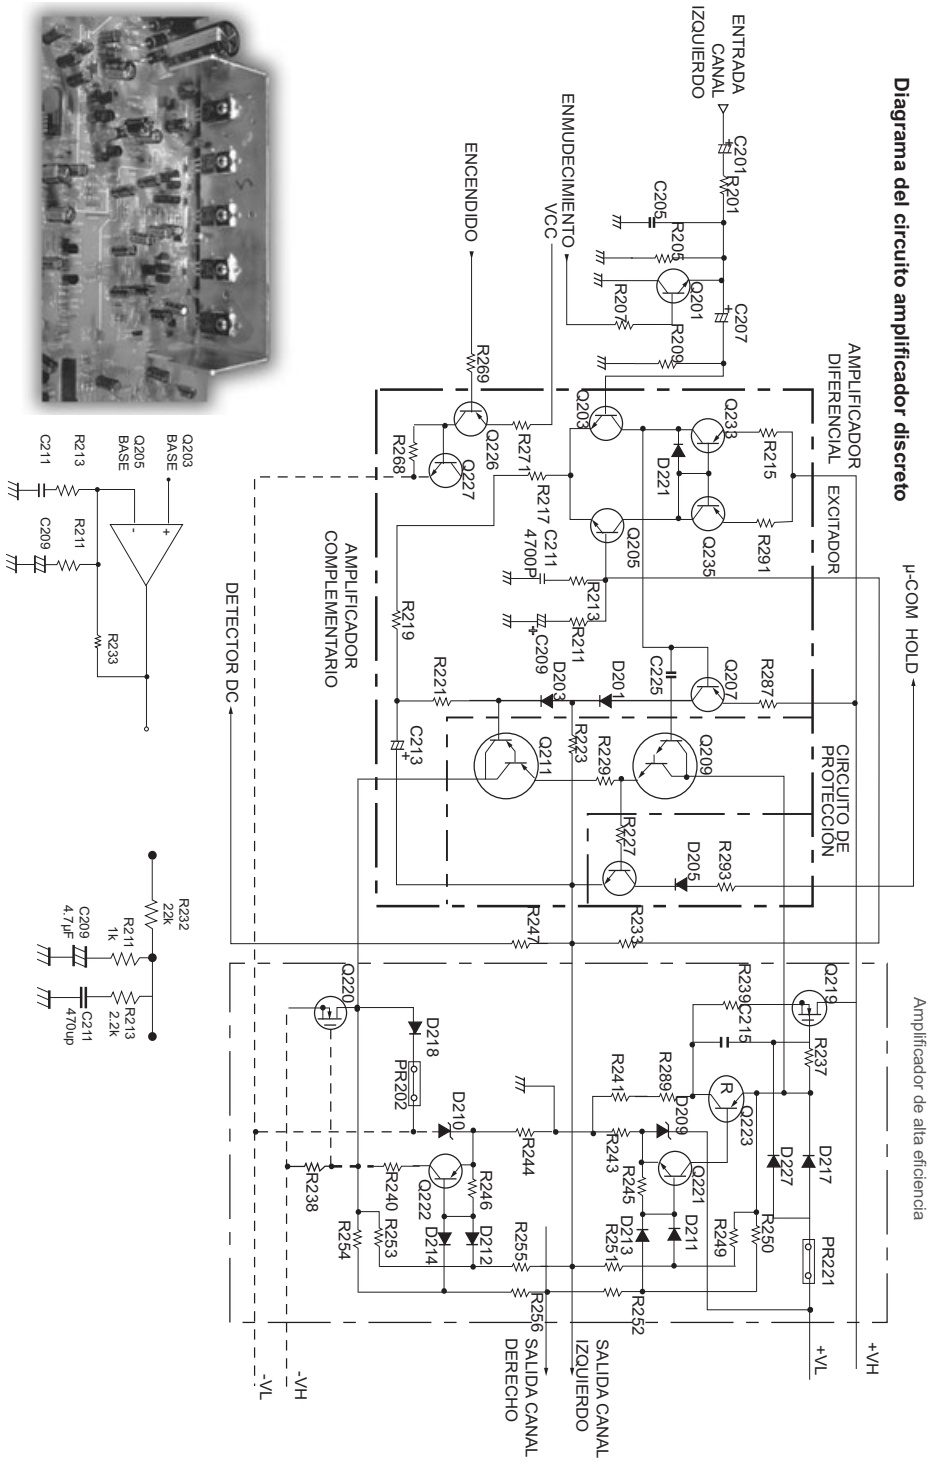 Diagrama del circuito amplificador discreto
Amplificador de alta eficiencia
ENTRADA
CANAL
IZQUIERDO
C201
R201
C205
R205
Q201
R207
C207
R209
ENMUDECIMIENTO
VCC
ENCENDIDO
R269
AMPLIFICADOR
DIFERENCIAL
EXCITADOR
µ-COM HOLD
Q203
Q233
R215
D221
Q226
R271
R268
Q227
R217
Q205
Q235
R291
C211
4700P
R213
R211
C209
AMPLIFICADOR
COMPLEMENTARIO
R219
R221
D203
D201
C225
Q207
R287
C213
Q211
R223
R229
Q209
CIRCUITO DE
PROTECCIÓN
R227
D205
R293
R247
R233
DETECTOR DC
Q220
D218
PR202
D210
R244
R241
R289
D209
R243
R239
C215
Q219
R237
R
Q223
D227
D217
R238
R240
Q222
R246
R245
Q221
R254
R253
D214
D212
R255
R251
D213
D211
R249
R250
PR221
R256
R252
-VL
-VH
SALIDA CANAL
DERECHO
SALIDA CANAL
IZQUIERDO
+VL
+VH
Q203
BASE
Q205
BASE
R213
C211
+
-
R211
C209
R233
R232
22k
R211
1k
C209
4.7µF
R213
2.2k
C211
470up